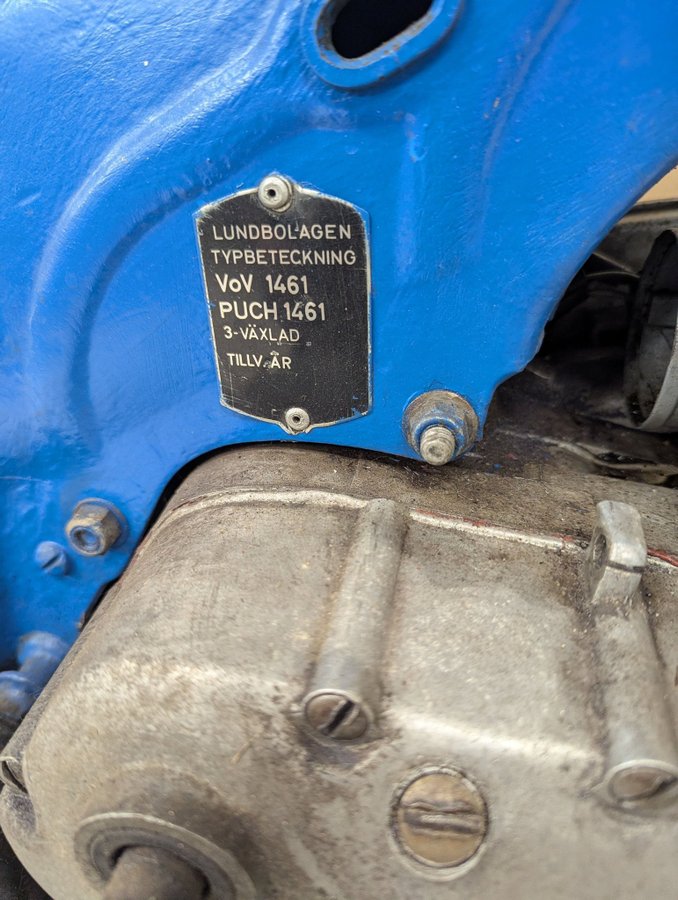 LUNDBOLAGEN
TYPBETECKNING
VoV 1461
PUCH 1461
3-VÄXLAD
TILLV. ÅR